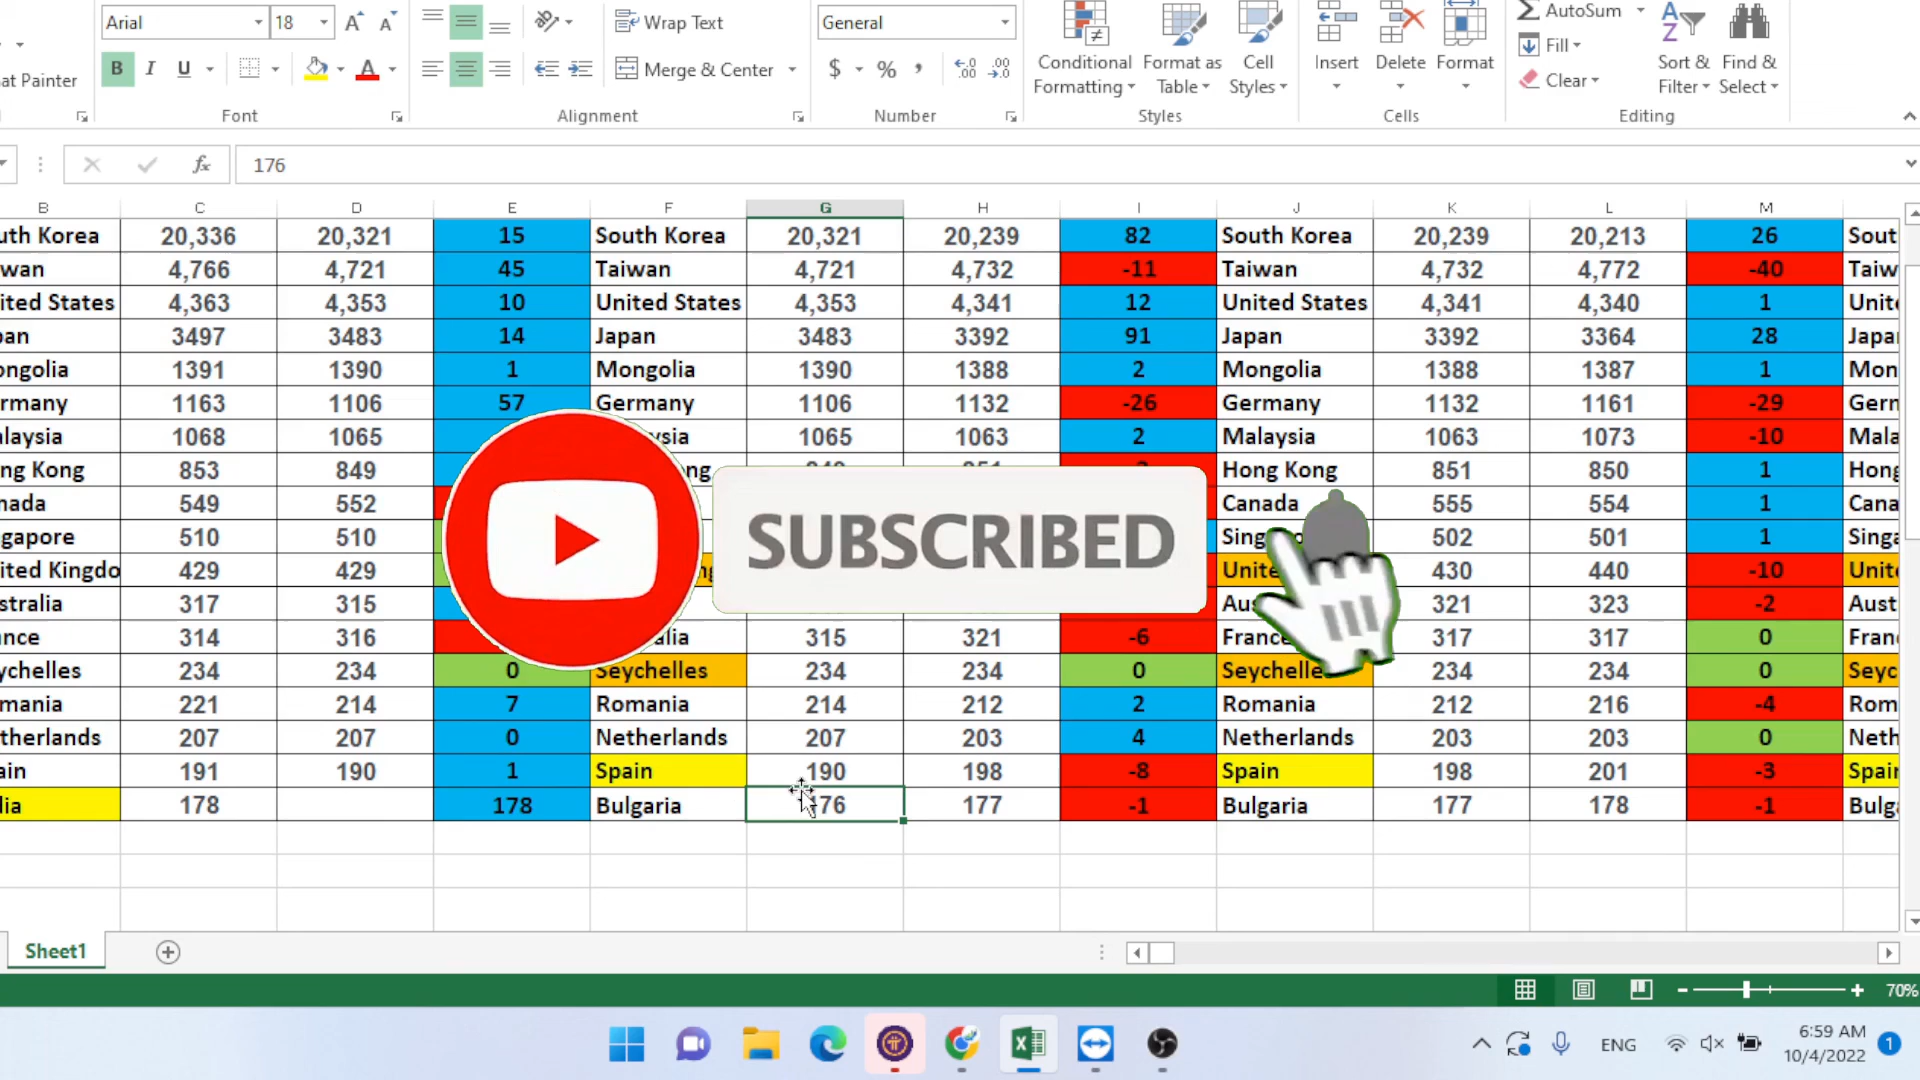 Arial 18 Wrap Text General AutoSum
at Painter B I U Merge & Center $ % Conditional Formatting Format as Table Cell Styles Insert Delete Format Fill Clear Sort & Filter Find & Select
Font Alignment Number Styles Cells Editing
fx 176
B C D E F G H I J K L M
uth Korea 20,336 20,321 15 South Korea 20,321 20,239 82 South Korea 20,239 20,213 26 Sout
wan 4,766 4,721 45 Taiwan 4,721 4,732 -11 Taiwan 4,732 4,772 -40 Taiw
ited States 4,363 4,353 10 United States 4,353 4,341 12 United States 4,341 4,340 1 Unit
pan 3497 3483 14 Japan 3483 3392 91 Japan 3392 3364 28 Japa
ongolia 1391 1390 1 Mongolia 1390 1388 2 Mongolia 1388 1387 1 Mon
rmany 1163 1106 57 Germany 1106 1132 -26 Germany 1132 1161 -29 Gern
alaysia 1068 1065 ysia 1065 1063 2 Malaysia 1063 1073 -10 Mala
ng Kong 853 849 ng Hong Kong 851 850 1 Hong
nada 549 552 Canada 555 554 1 Cana
gapore 510 510 Sing 502 501 1 Singa
ited Kingdo 429 429 Unite 430 440 -10 Unit
stralia 317 315 Aus 321 323 -2 Aust
nce 314 316 alia 315 321 -6 France 317 317 0 Fran
ychelles 234 234 0 Seychelles 234 234 0 Seychelle 234 234 0 Seyc
mania 221 214 7 Romania 214 212 2 Romania 212 216 -4 Rom
therlands 207 207 0 Netherlands 207 203 4 Netherlands 203 203 0 Neth
ain 191 190 1 Spain 190 198 -8 Spain 198 201 -3 Spai
lia 178 178 Bulgaria 176 177 -1 Bulgaria 177 178 -1 Bulg
SUBSCRIBED
Sheet1
70%
ENG 6:59 AM 1
10/4/2022